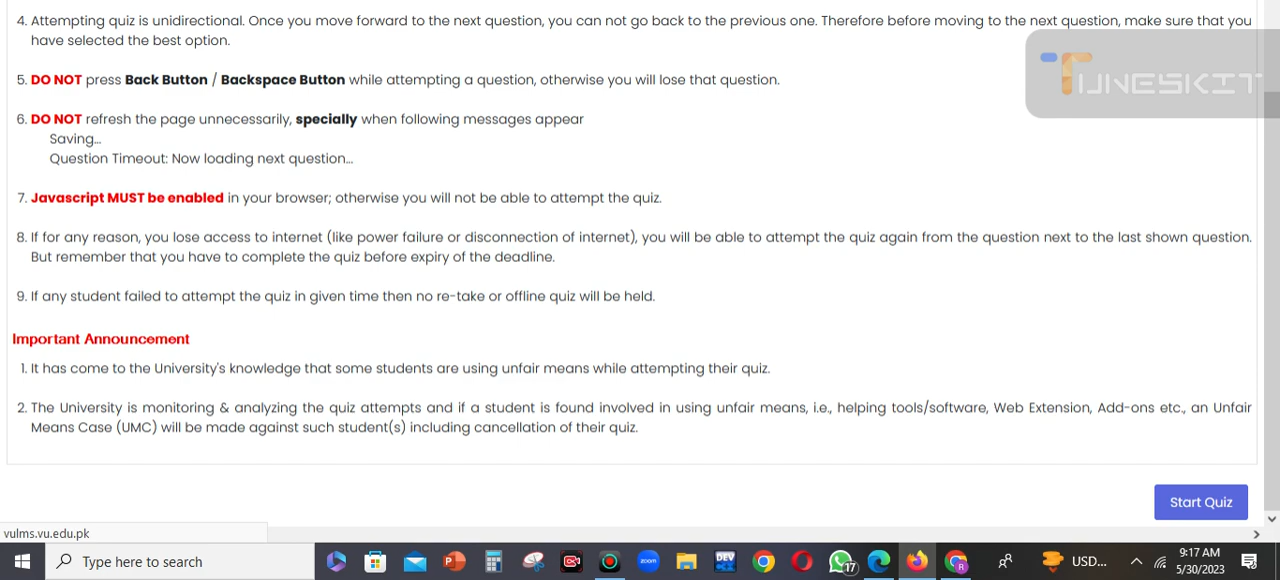 4. Attempting quiz is unidirectional. Once you move forward to the next question, you can not go back to the previous one. Therefore before moving to the next question, make sure that you
have selected the best option.
TUNESKIT
5. DO NOT press Back Button / Backspace Button while attempting a question, otherwise you will lose that question.
6. DO NOT refresh the page unnecessarily, specially when following messages appear
Saving...
Question Timeout: Now loading next question...
7. Javascript MUST be enabled in your browser; otherwise you will not be able to attempt the quiz.
8. If for any reason, you lose access to internet (like power failure or disconnection of internet), you will be able to attempt the quiz again from the question next to the last shown question.
But remember that you have to complete the quiz before expiry of the deadline.
9. If any student failed to attempt the quiz in given time then no re-take or offline quiz will be held.
Important Announcement
1. It has come to the University's knowledge that some students are using unfair means while attempting their quiz.
2. The University is monitoring & analyzing the quiz attempts and if a student is found involved in using unfair means, i.e., helping tools/software, Web Extension, Add-ons etc., an Unfair
Means Case (UMC) will be made against such student(s) including cancellation of their quiz.
Start Quiz
vulms.vu.edu.pk
Type here to search
zoom
DEV
17
R
USD...
9:17 AM
5/30/2023